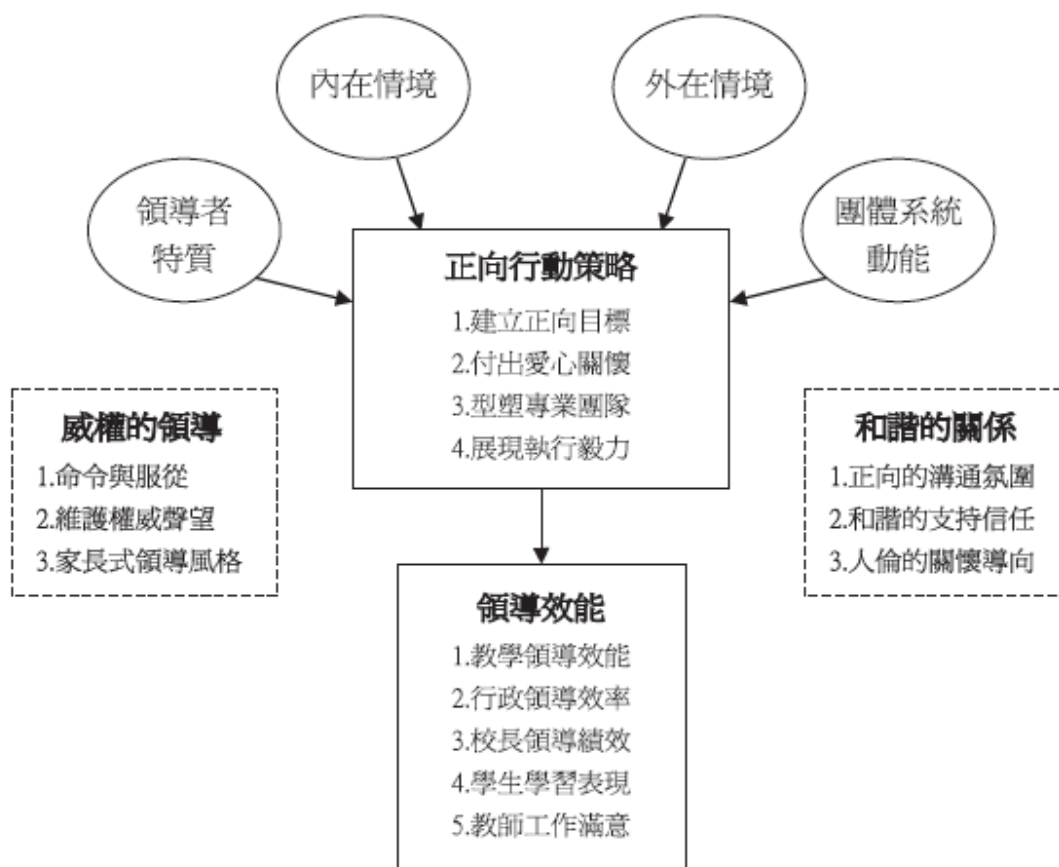 內在情境
外在情境
領導者
特質
團體系統
動能
正向行動策略
1.建立正向目標
2.付出愛心關懷
3.型塑專業團隊
4.展現執行毅力
威權的領導
1.命令與服從
2.維護權威聲望
3.家長式領導風格
和諧的關係
1.正向的溝通氛圍
2.和諧的支持信任
3.人倫的關懷導向
領導效能
1.教學領導效能
2.行政領導效率
3.校長領導績效
4.學生學習表現
5.教師工作滿意